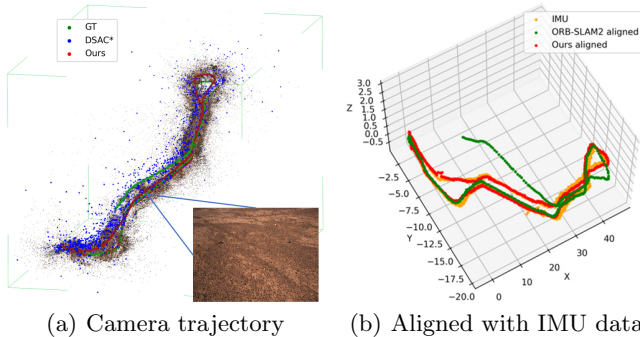 GT
DSAC*
Ours
IMU
ORB-SLAM2 aligned
Ours aligned
Z
3.0
2.5
2.0
1.5
1.0
0.5
0.0
-0.5
-2.5
-5.0
-7.5
-10.0
-12.5
-15.0
-17.5
-20.0
Y
0
10
20
30
40
X
(a) Camera trajectory
(b) Aligned with IMU data